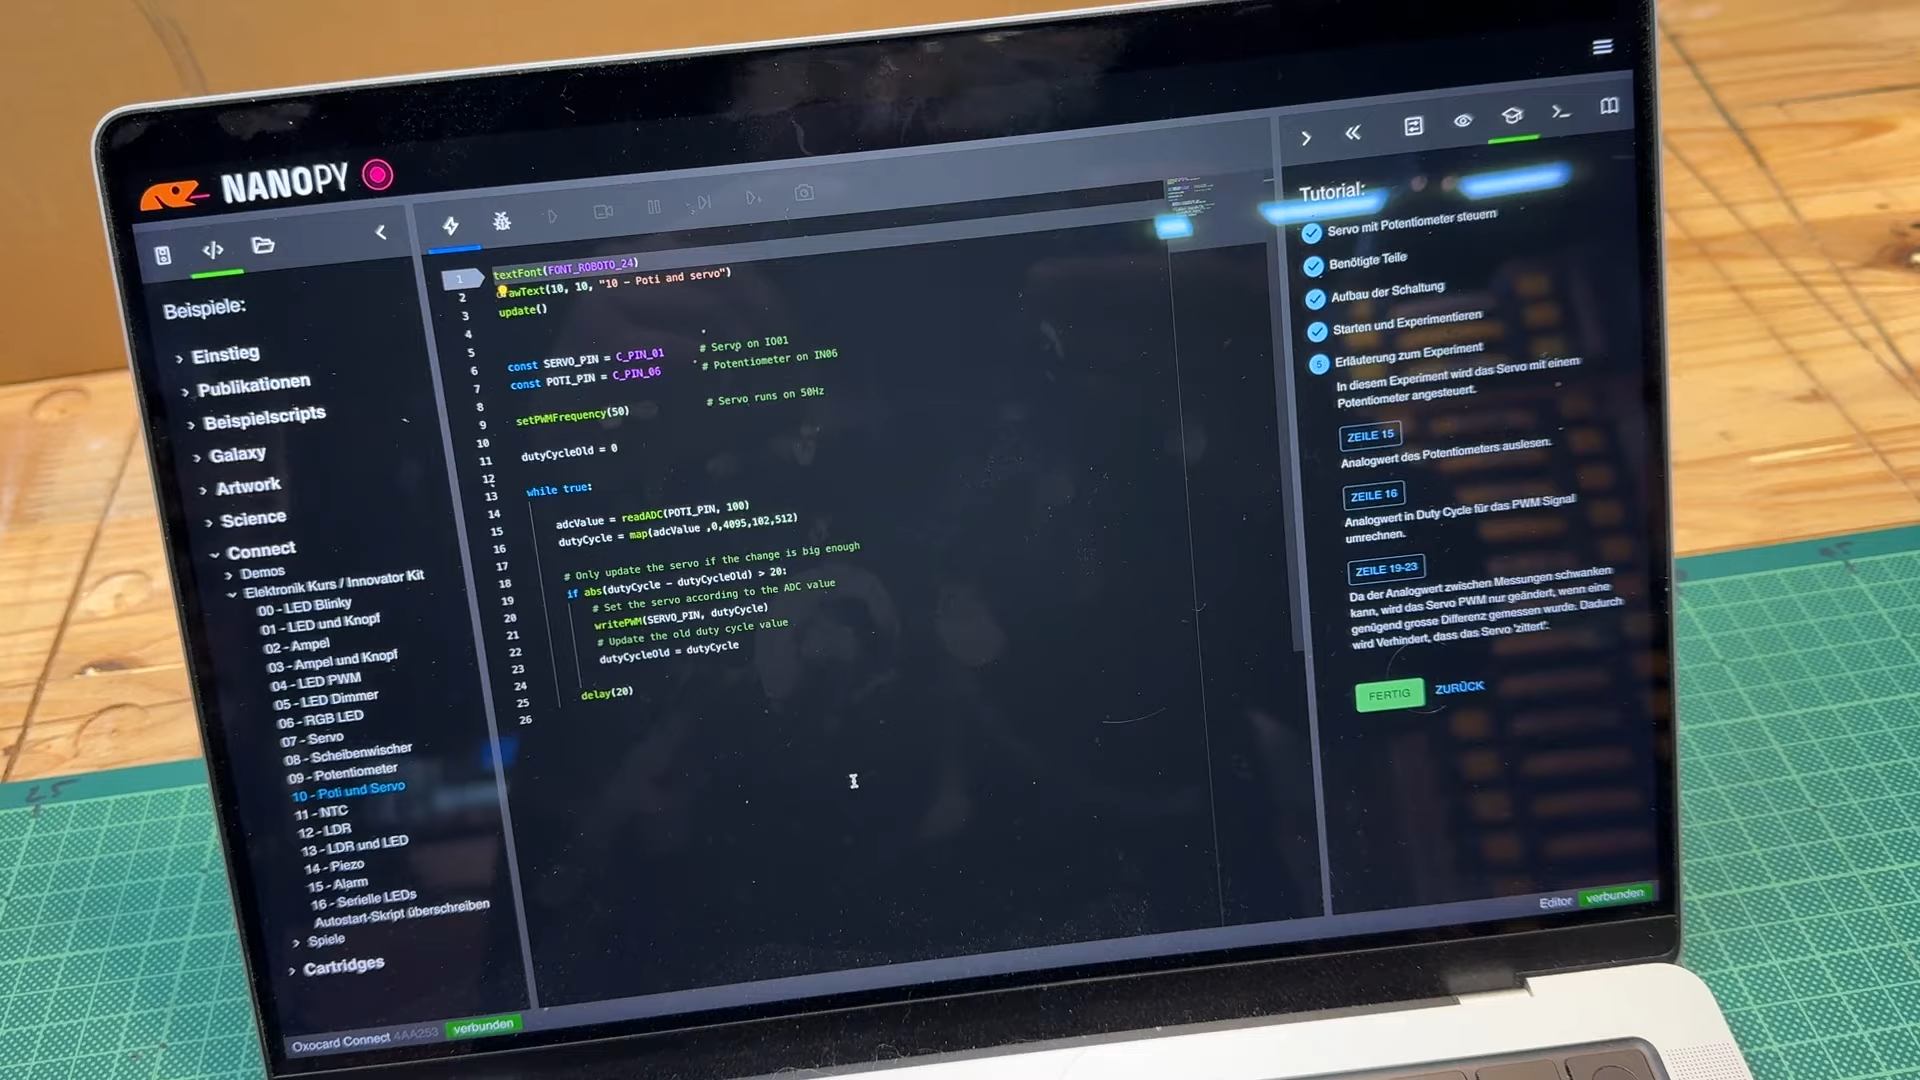 NANOPY
Beispiele:
Einstieg
Publikationen
Beispielscripts
Galaxy
Artwork
Science
Connect
Demos
Elektronik Kurs / Innovator Kit
00 - LED Blinky
01 - LED und Knopf
02 - Ampel
03 - Ampel und Knopf
04 - LED PWM
05 - LED Dimmer
06 - RGB LED
07 - Servo
08 - Scheibenwischer
09 - Potentiometer
10 - Poti und Servo
11 - NTC
12 - LDR
13 - LDR und LED
14 - Piezo
15 - Alarm
16 - Serielle LEDs
Autostart-Skript überschreiben
Spiele
Cartridges
Oxocard Connect 4AA253 verbunden
1 textFont(FONT_ROBOTO_24)
2 rawText(10, 10, "10 - Poti and servo")
3 update()
4
5
6 const SERVO_PIN = C_PIN_01 # Servo on IO01
7 const POTI_PIN = C_PIN_06 # Potentiometer on IN06
8
9 setPWMFrequency(50) # Servo runs on 50Hz
10
11 dutyCycleOld = 0
12
13 while true:
14
15 adcValue = readADC(POTI_PIN, 100)
16 dutyCycle = map(adcValue ,0,4095,102,512)
17
18 # Only update the servo if the change is big enough
19 if abs(dutyCycle - dutyCycleOld) > 20:
20 # Set the servo according to the ADC value
21 writePWM(SERVO_PIN, dutyCycle)
22 # Update the old duty cycle value
23 dutyCycleOld = dutyCycle
24
25 delay(20)
26
Tutorial:
Servo mit Potentiometer steuern
Benötigte Teile
Aufbau der Schaltung
Starten und Experimentieren
5 Erläuterung zum Experiment
In diesem Experiment wird das Servo mit einem
Potentiometer angesteuert.
ZEILE 15
Analogwert des Potentiometers auslesen.
ZEILE 16
Analogwert in Duty Cycle für das PWM Signal
umrechnen.
ZEILE 19-23
Da der Analogwert zwischen Messungen schwanken
kann, wird das Servo PWM nur geändert, wenn eine
genügend grosse Differenz gemessen wurde. Dadurch
wird Verhindert, dass das Servo 'zittert'.
FERTIG ZURÜCK
Editor verbunden